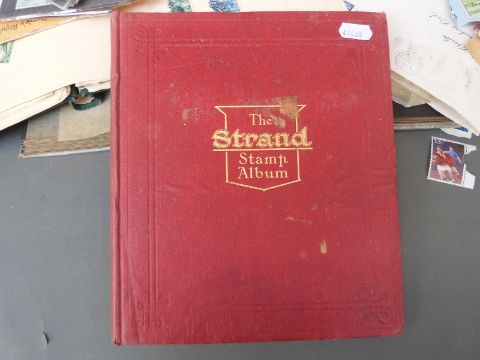 The
Strand
Stamp
Album